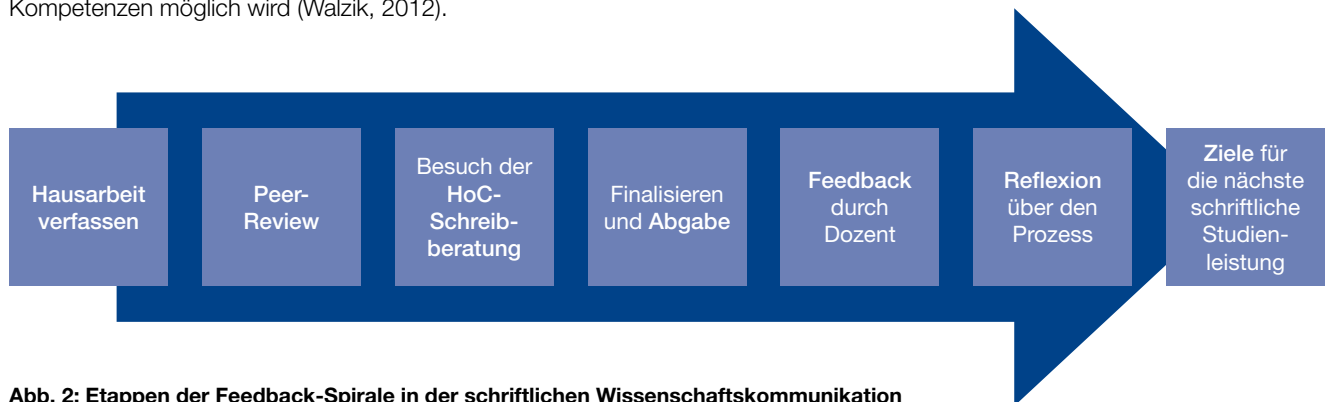 Kompetenzen möglich wird (Walzik, 2012).
Hausarbeit
verfassen
Peer-
Review
Besuch der
HoC-
Schreib-
beratung
Finalisieren
und Abgabe
Feedback
durch
Dozent
Reflexion
über den
Prozess
Ziele für
die nächste
schriftliche
Studien-
leistung
Abb. 2: Etappen der Feedback-Spirale in der schriftlichen Wissenschaftskommunikation